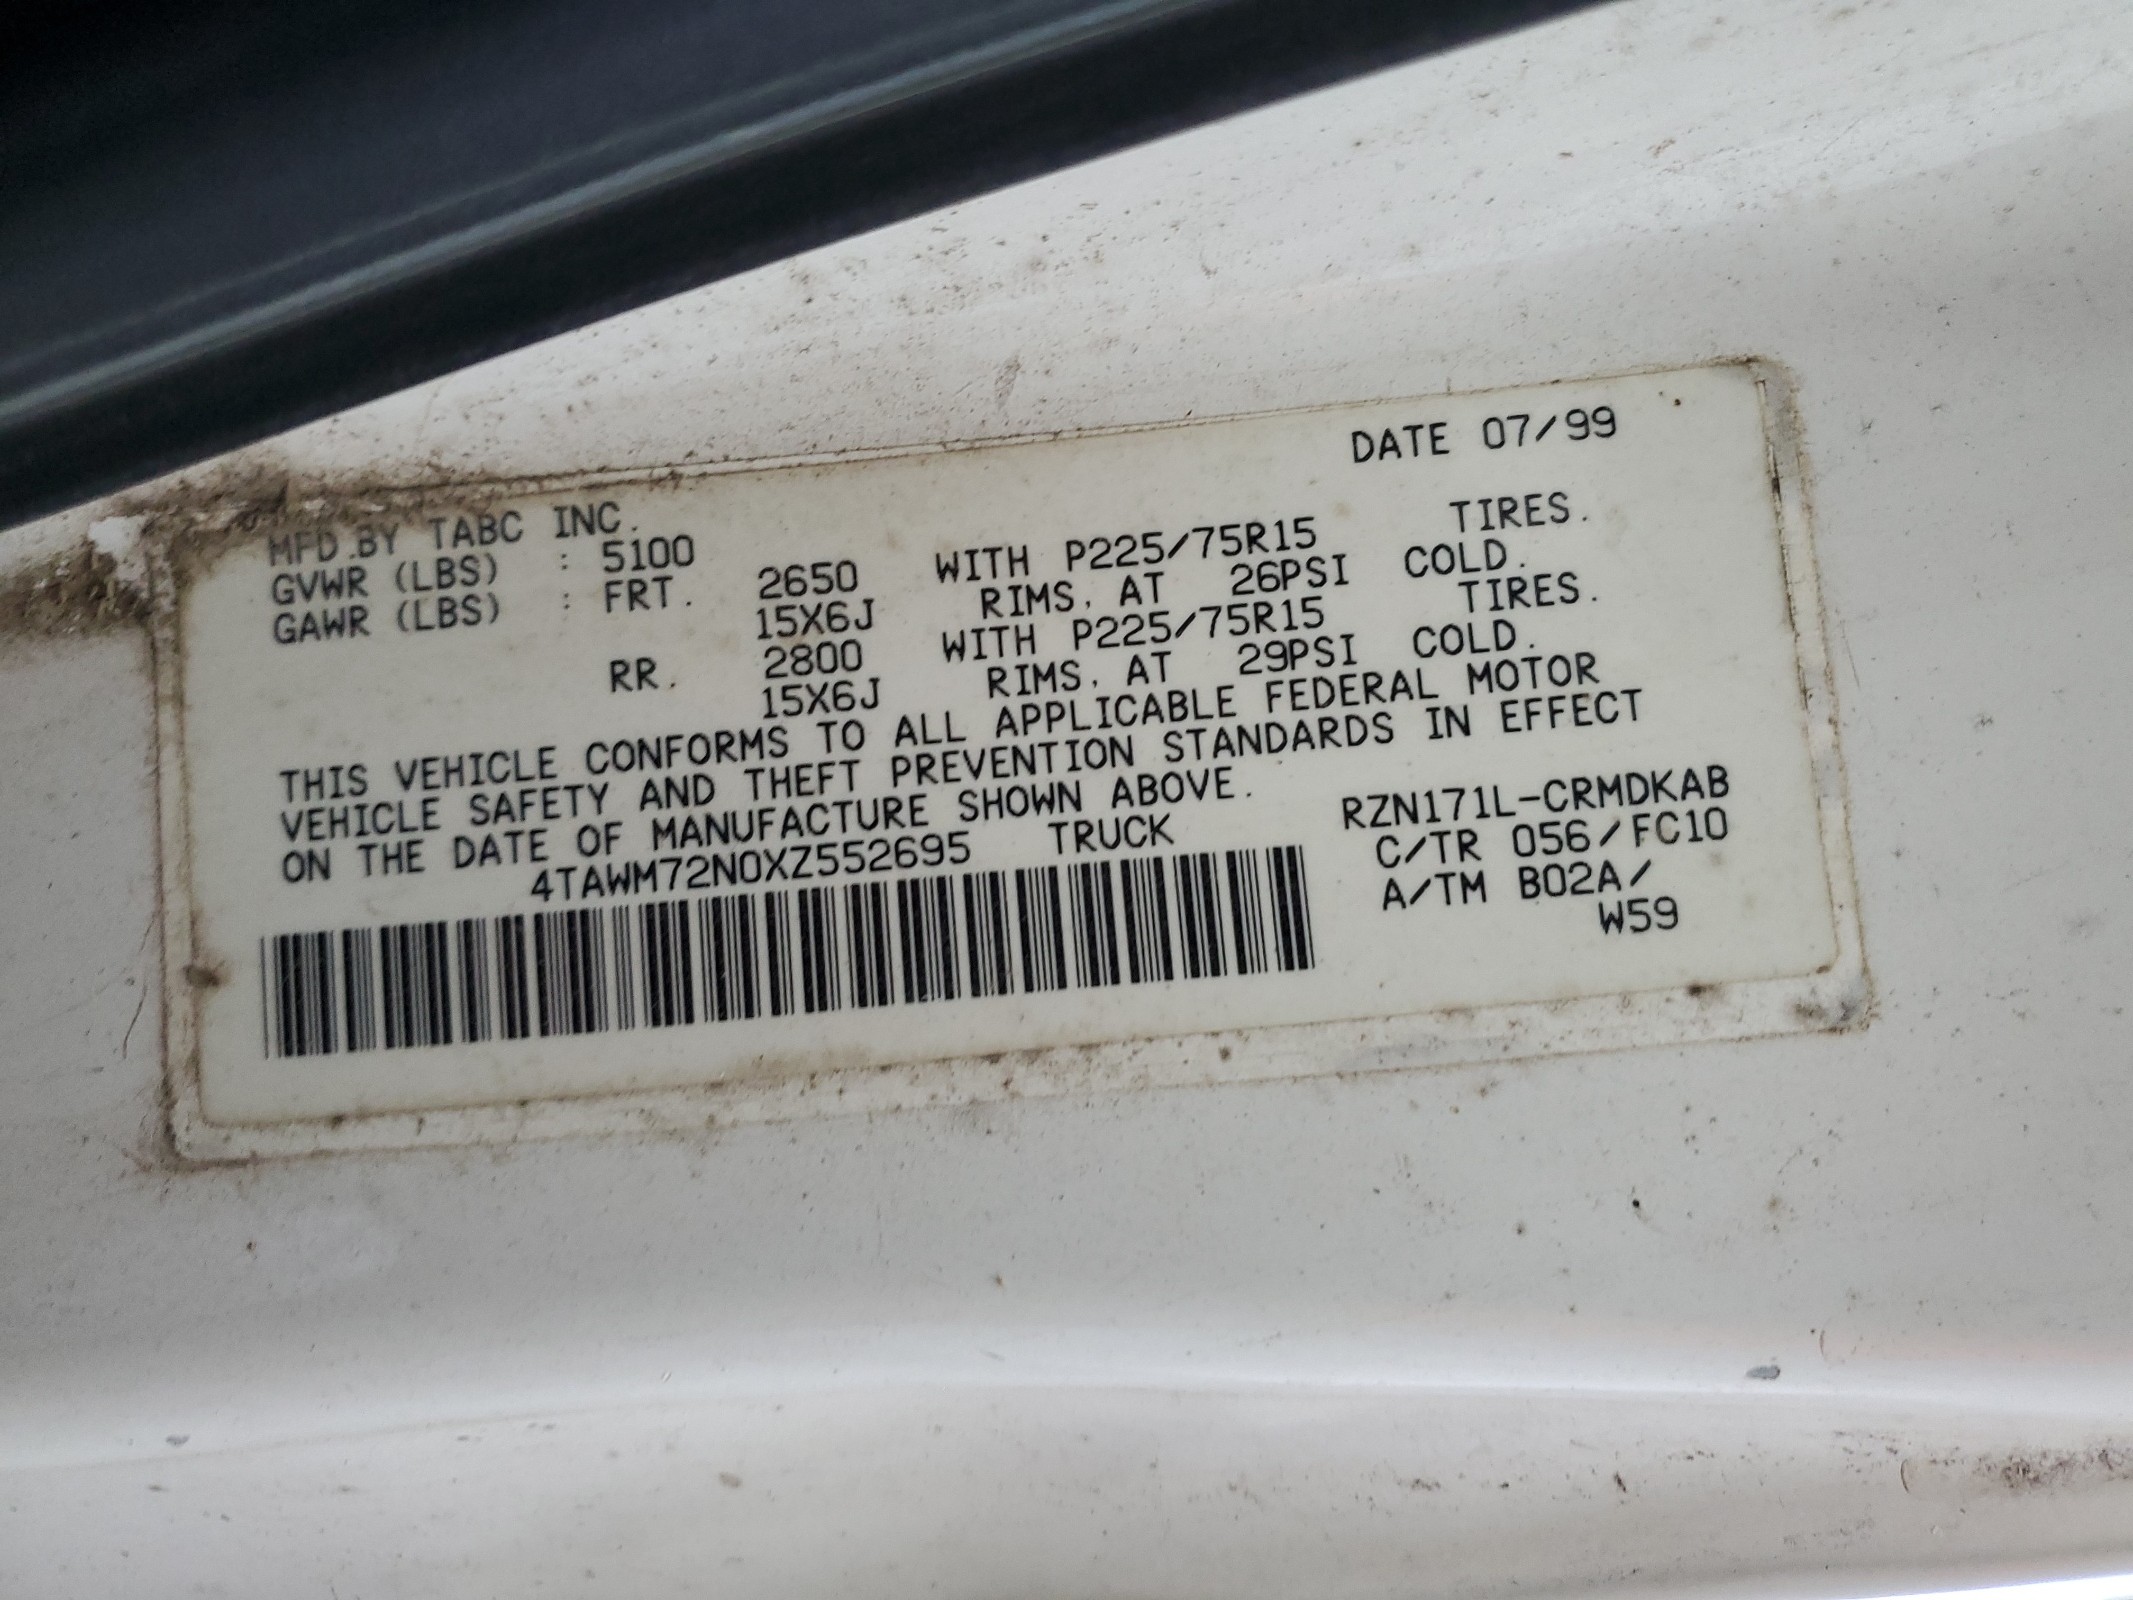 DATE 07/99
MFD.BY TABC INC.
GVWR (LBS) : 5100
GAWR (LBS) : FRT. 2650 WITH P225/75R15 TIRES.
15X6J RIMS, AT 26PSI COLD.
RR. 2800 WITH P225/75R15 TIRES.
15X6J RIMS, AT 29PSI COLD.
THIS VEHICLE CONFORMS TO ALL APPLICABLE FEDERAL MOTOR
VEHICLE SAFETY AND THEFT PREVENTION STANDARDS IN EFFECT
ON THE DATE OF MANUFACTURE SHOWN ABOVE.
4TAWM72N0XZ552695 TRUCK
RZN171L-CRMDKAB
C/TR 056/FC10
A/TM B02A/
W59